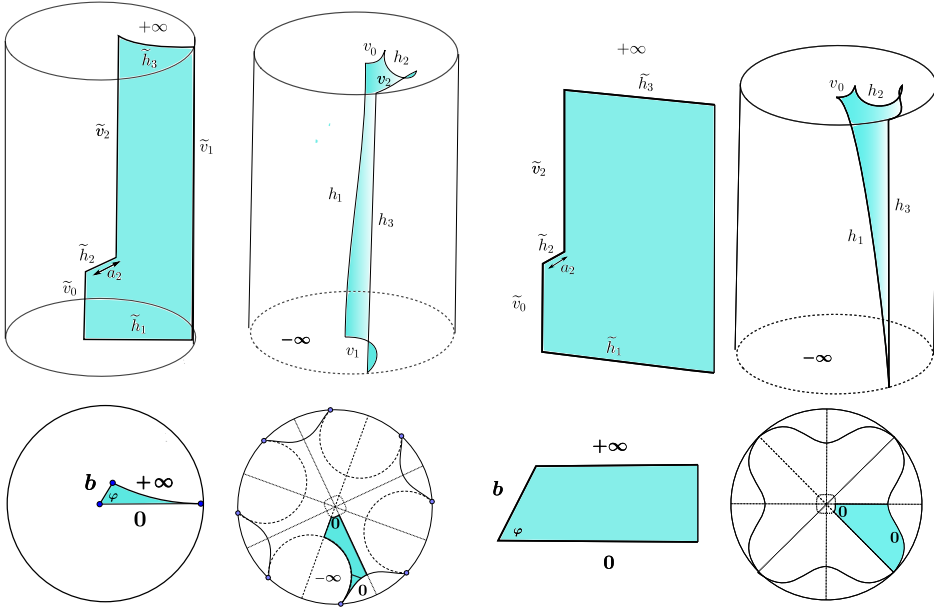 +∞
h̃₃
ṽ₂
ṽ₁
h̃₂
a₂
ṽ₀
h̃₁
v₀
h₂
v₂
h₁
h₃
v₁
-∞
+∞
h̃₃
ṽ₂
h̃₂
a₂
ṽ₀
h̃₁
v₀
h₂
h₃
h₁
-∞
b
+∞
φ
0
0
-∞
0
+∞
b
φ
0
0
0